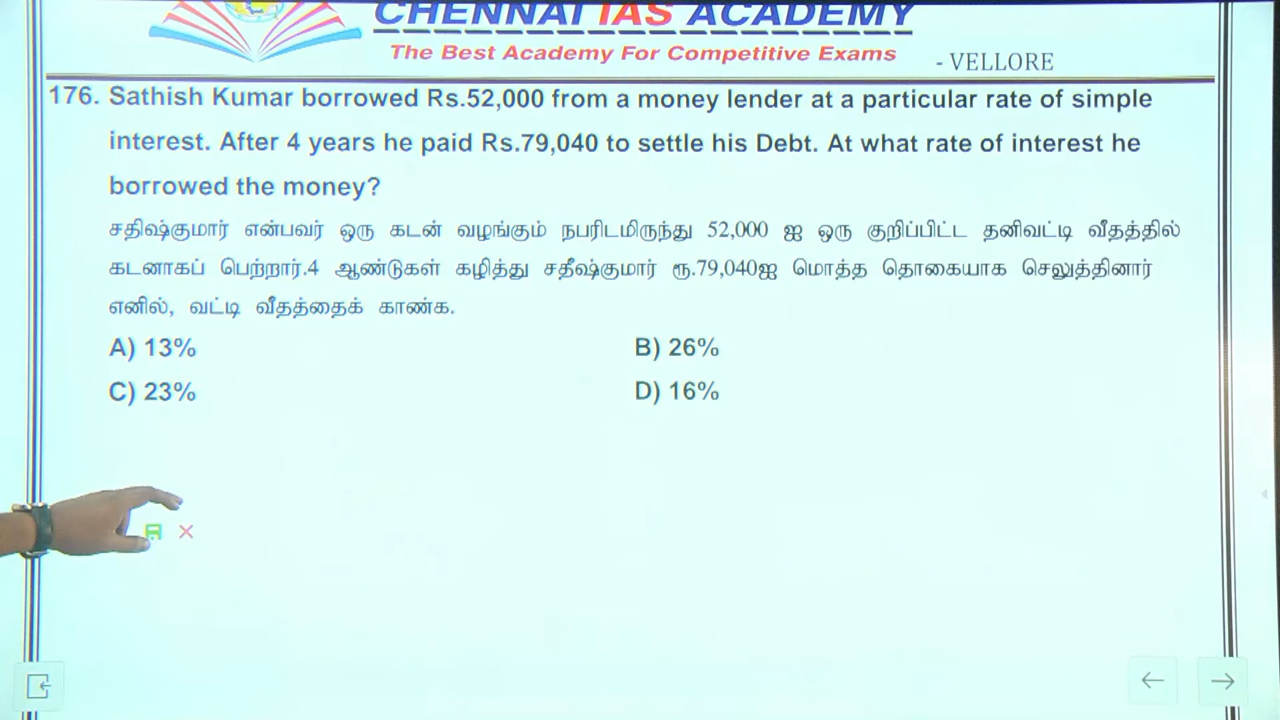 CHENNAI IAS ACADEMY
The Best Academy For Competitive Exams
- VELLORE
176. Sathish Kumar borrowed Rs.52,000 from a money lender at a particular rate of simple
interest. After 4 years he paid Rs.79,040 to settle his Debt. At what rate of interest he
borrowed the money?
சதிஷ்குமார் என்பவர் ஒரு கடன் வழங்கும் நபரிடமிருந்து 52,000 ஐ ஒரு குறிப்பிட்ட தனிவட்டி வீதத்தில்
கடனாகப் பெற்றார்.4 ஆண்டுகள் கழித்து சதீஷ்குமார் ரூ.79,040ஐ மொத்த தொகையாக செலுத்தினார்
எனில், வட்டி வீதத்தைக் காண்க.
A) 13% B) 26%
C) 23% D) 16%